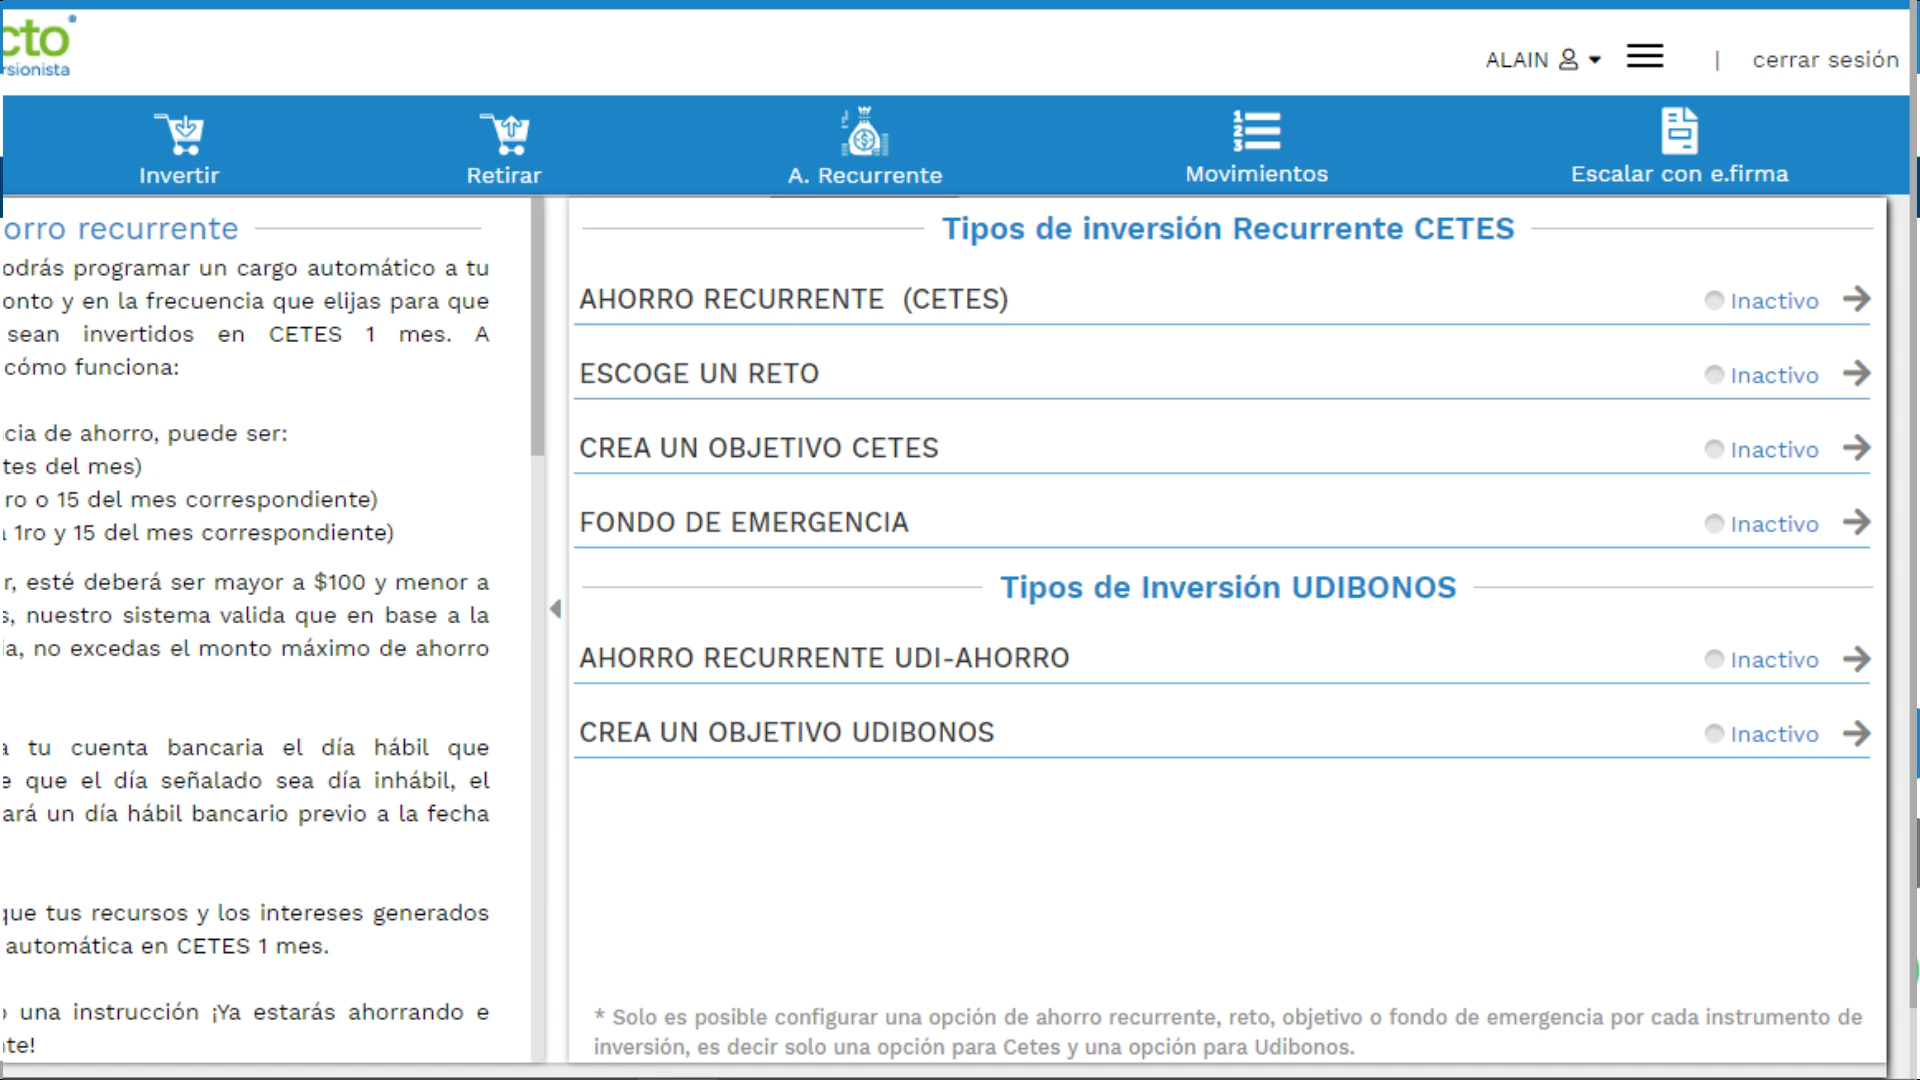 cto
rsionista
ALAIN
| cerrar sesión
Invertir
Retirar
A. Recurrente
Movimientos
Escalar con e.firma
orro recurrente
odrás programar un cargo automático a tu
onto y en la frecuencia que elijas para que
sean invertidos en CETES 1 mes. A
cómo funciona:
cia de ahorro, puede ser:
tes del mes)
ro o 15 del mes correspondiente)
1ro y 15 del mes correspondiente)
r, esté deberá ser mayor a $100 y menor a
s, nuestro sistema valida que en base a la
ia, no excedas el monto máximo de ahorro
a tu cuenta bancaria el día hábil que
e que el día señalado sea día inhábil, el
ará un día hábil bancario previo a la fecha
que tus recursos y los intereses generados
automática en CETES 1 mes.
una instrucción ¡Ya estarás ahorrando e
nte!
Tipos de inversión Recurrente CETES
AHORRO RECURRENTE (CETES) Inactivo
ESCOGE UN RETO Inactivo
CREA UN OBJETIVO CETES Inactivo
FONDO DE EMERGENCIA Inactivo
Tipos de Inversión UDIBONOS
AHORRO RECURRENTE UDI-AHORRO Inactivo
CREA UN OBJETIVO UDIBONOS Inactivo
* Solo es posible configurar una opción de ahorro recurrente, reto, objetivo o fondo de emergencia por cada instrumento de
inversión, es decir solo una opción para Cetes y una opción para Udibonos.